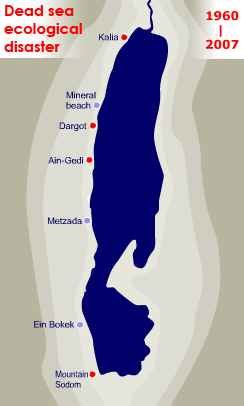 Dead sea
ecological
disaster
1960
|
2007
Kalia
Mineral
beach
Dargot
Ain-Gedi
Metzada
Ein Bokek
Mountain
Sodom